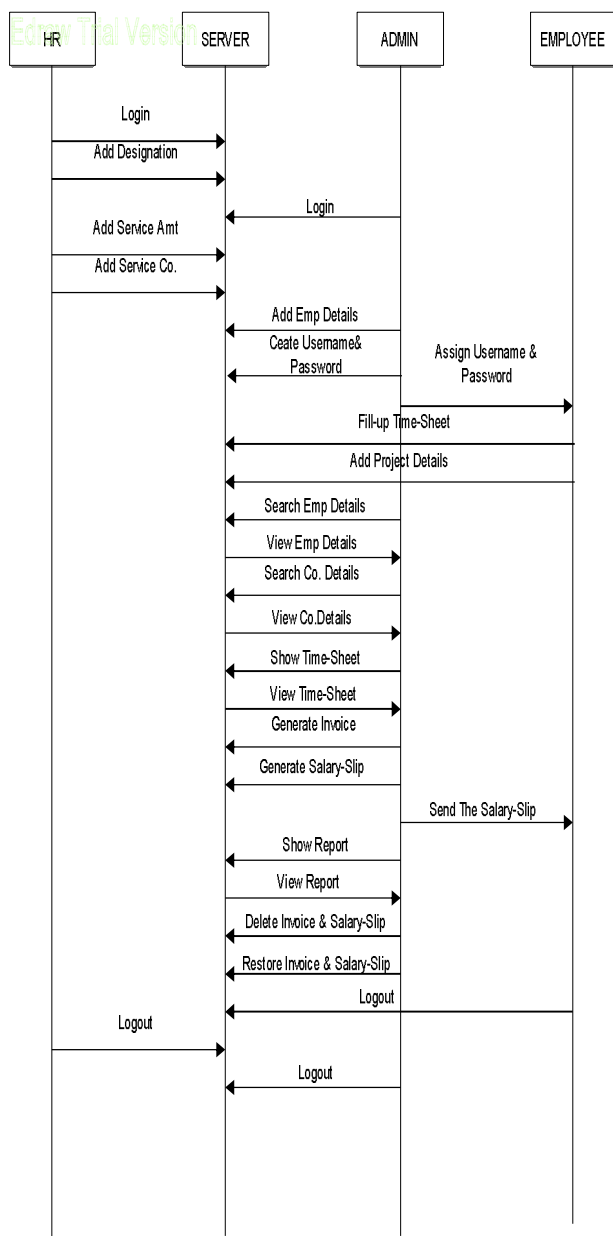 Edraw Trial Version
HR
SERVER
ADMIN
EMPLOYEE
Login
Add Designation
Login
Add Service Amt
Add Service Co.
Add Emp Details
Ceate Username&
Password
Assign Username &
Password
Fill-up Time-Sheet
Add Project Details
Search Emp Details
View Emp Details
Search Co. Details
View Co.Details
Show Time-Sheet
View Time-Sheet
Generate Invoice
Generate Salary-Slip
Send The Salary-Slip
Show Report
View Report
Delete Invoice & Salary-Slip
Restore Invoice & Salary-Slip
Logout
Logout
Logout